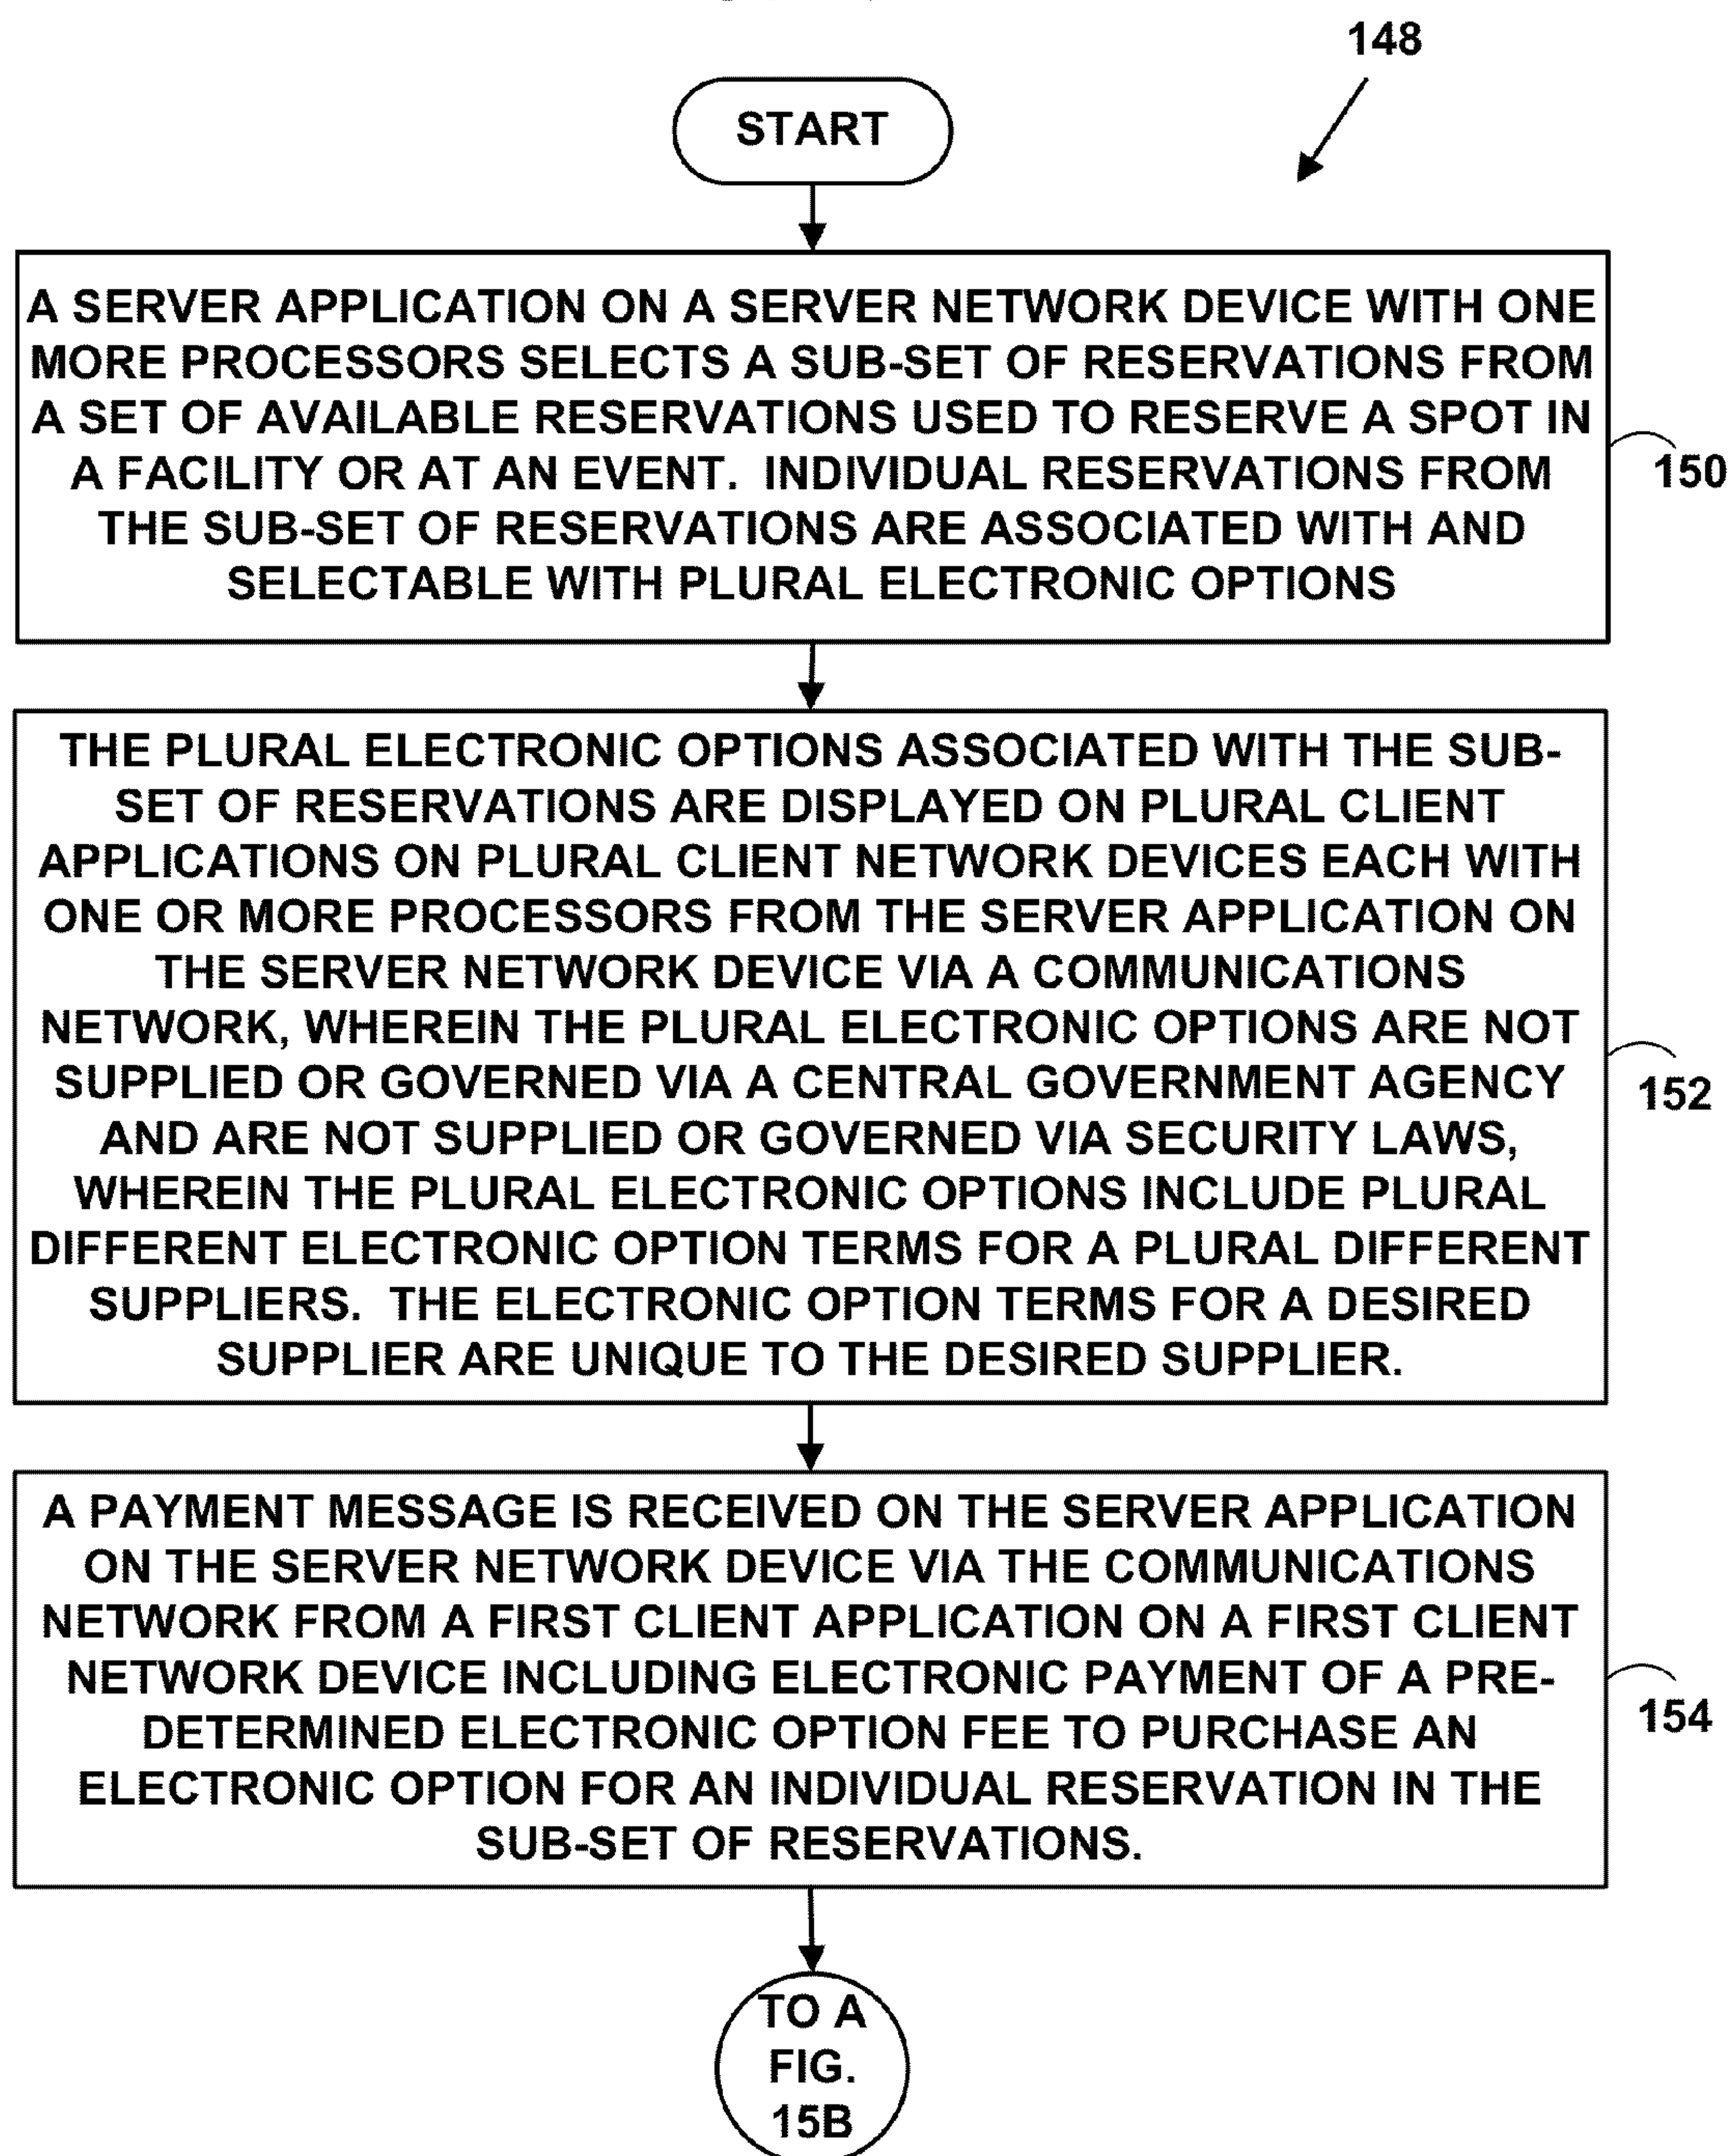 148
START
A SERVER APPLICATION ON A SERVER NETWORK DEVICE WITH ONE
MORE PROCESSORS SELECTS A SUB-SET OF RESERVATIONS FROM
A SET OF AVAILABLE RESERVATIONS USED TO RESERVE A SPOT IN
A FACILITY OR AT AN EVENT.  INDIVIDUAL RESERVATIONS FROM
THE SUB-SET OF RESERVATIONS ARE ASSOCIATED WITH AND
SELECTABLE WITH PLURAL ELECTRONIC OPTIONS
150
THE PLURAL ELECTRONIC OPTIONS ASSOCIATED WITH THE SUB-
SET OF RESERVATIONS ARE DISPLAYED ON PLURAL CLIENT
APPLICATIONS ON PLURAL CLIENT NETWORK DEVICES EACH WITH
ONE OR MORE PROCESSORS FROM THE SERVER APPLICATION ON
THE SERVER NETWORK DEVICE VIA A COMMUNICATIONS
NETWORK, WHEREIN THE PLURAL ELECTRONIC OPTIONS ARE NOT
SUPPLIED OR GOVERNED VIA A CENTRAL GOVERNMENT AGENCY
AND ARE NOT SUPPLIED OR GOVERNED VIA SECURITY LAWS,
WHEREIN THE PLURAL ELECTRONIC OPTIONS INCLUDE PLURAL
DIFFERENT ELECTRONIC OPTION TERMS FOR A PLURAL DIFFERENT
SUPPLIERS.  THE ELECTRONIC OPTION TERMS FOR A DESIRED
SUPPLIER ARE UNIQUE TO THE DESIRED SUPPLIER.
152
A PAYMENT MESSAGE IS RECEIVED ON THE SERVER APPLICATION
ON THE SERVER NETWORK DEVICE VIA THE COMMUNICATIONS
NETWORK FROM A FIRST CLIENT APPLICATION ON A FIRST CLIENT
NETWORK DEVICE INCLUDING ELECTRONIC PAYMENT OF A PRE-
DETERMINED ELECTRONIC OPTION FEE TO PURCHASE AN
ELECTRONIC OPTION FOR AN INDIVIDUAL RESERVATION IN THE
SUB-SET OF RESERVATIONS.
154
TO A
FIG.
15B